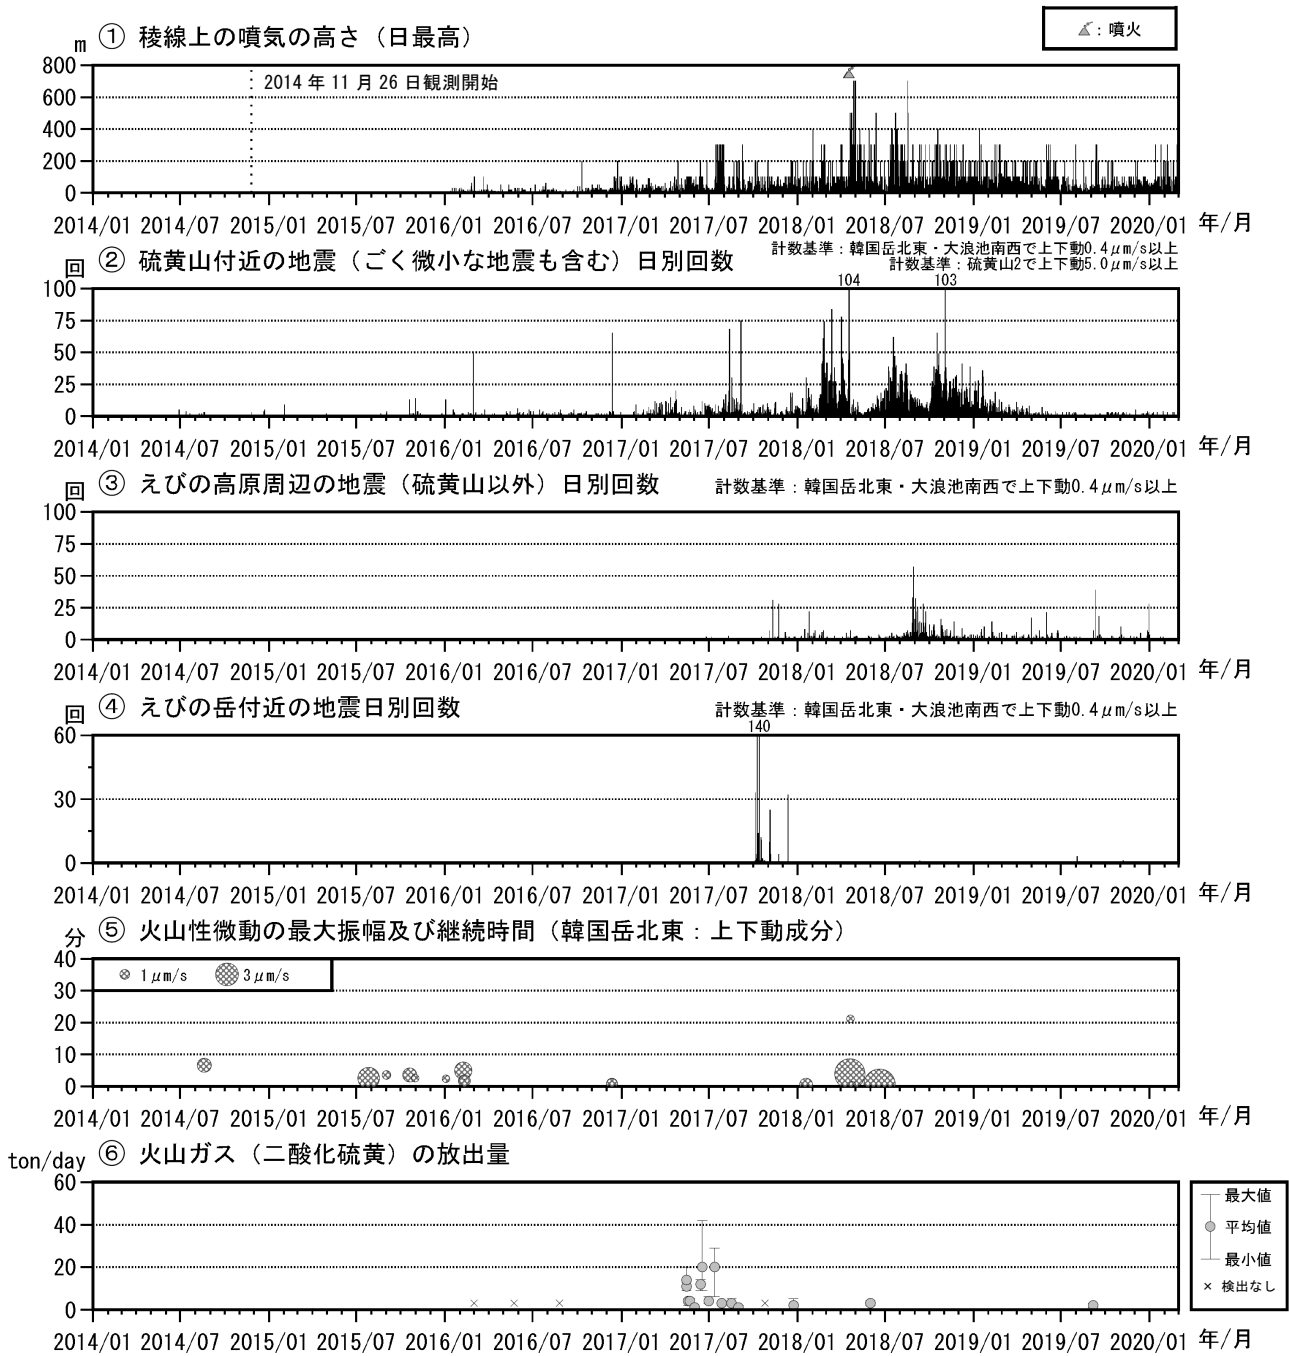 ① 稜線上の噴気の高さ（日最高）
：噴火
m
2014 年 11 月 26 日観測開始
800
600
400
200
0
2014/01 2014/07 2015/01 2015/07 2016/01 2016/07 2017/01 2017/07 2018/01 2018/07 2019/01 2019/07 2020/01 年/月
② 硫黄山付近の地震（ごく微小な地震も含む）日別回数
計数基準：韓国岳北東・大浪池南西で上下動0.4μm/s以上
計数基準：硫黄山2で上下動5.0μm/s以上
回
104
103
100
75
50
25
0
2014/01 2014/07 2015/01 2015/07 2016/01 2016/07 2017/01 2017/07 2018/01 2018/07 2019/01 2019/07 2020/01 年/月
③ えびの高原周辺の地震（硫黄山以外）日別回数
計数基準：韓国岳北東・大浪池南西で上下動0.4μm/s以上
回
100
75
50
25
0
2014/01 2014/07 2015/01 2015/07 2016/01 2016/07 2017/01 2017/07 2018/01 2018/07 2019/01 2019/07 2020/01 年/月
④ えびの岳付近の地震日別回数
計数基準：韓国岳北東・大浪池南西で上下動0.4μm/s以上
回
140
60
30
0
2014/01 2014/07 2015/01 2015/07 2016/01 2016/07 2017/01 2017/07 2018/01 2018/07 2019/01 2019/07 2020/01 年/月
⑤ 火山性微動の最大振幅及び継続時間（韓国岳北東：上下動成分）
分
1μm/s 3μm/s
40
30
20
10
0
2014/01 2014/07 2015/01 2015/07 2016/01 2016/07 2017/01 2017/07 2018/01 2018/07 2019/01 2019/07 2020/01 年/月
⑥ 火山ガス（二酸化硫黄）の放出量
ton/day
60
40
20
0
最大値
平均値
最小値
× 検出なし
2014/01 2014/07 2015/01 2015/07 2016/01 2016/07 2017/01 2017/07 2018/01 2018/07 2019/01 2019/07 2020/01 年/月